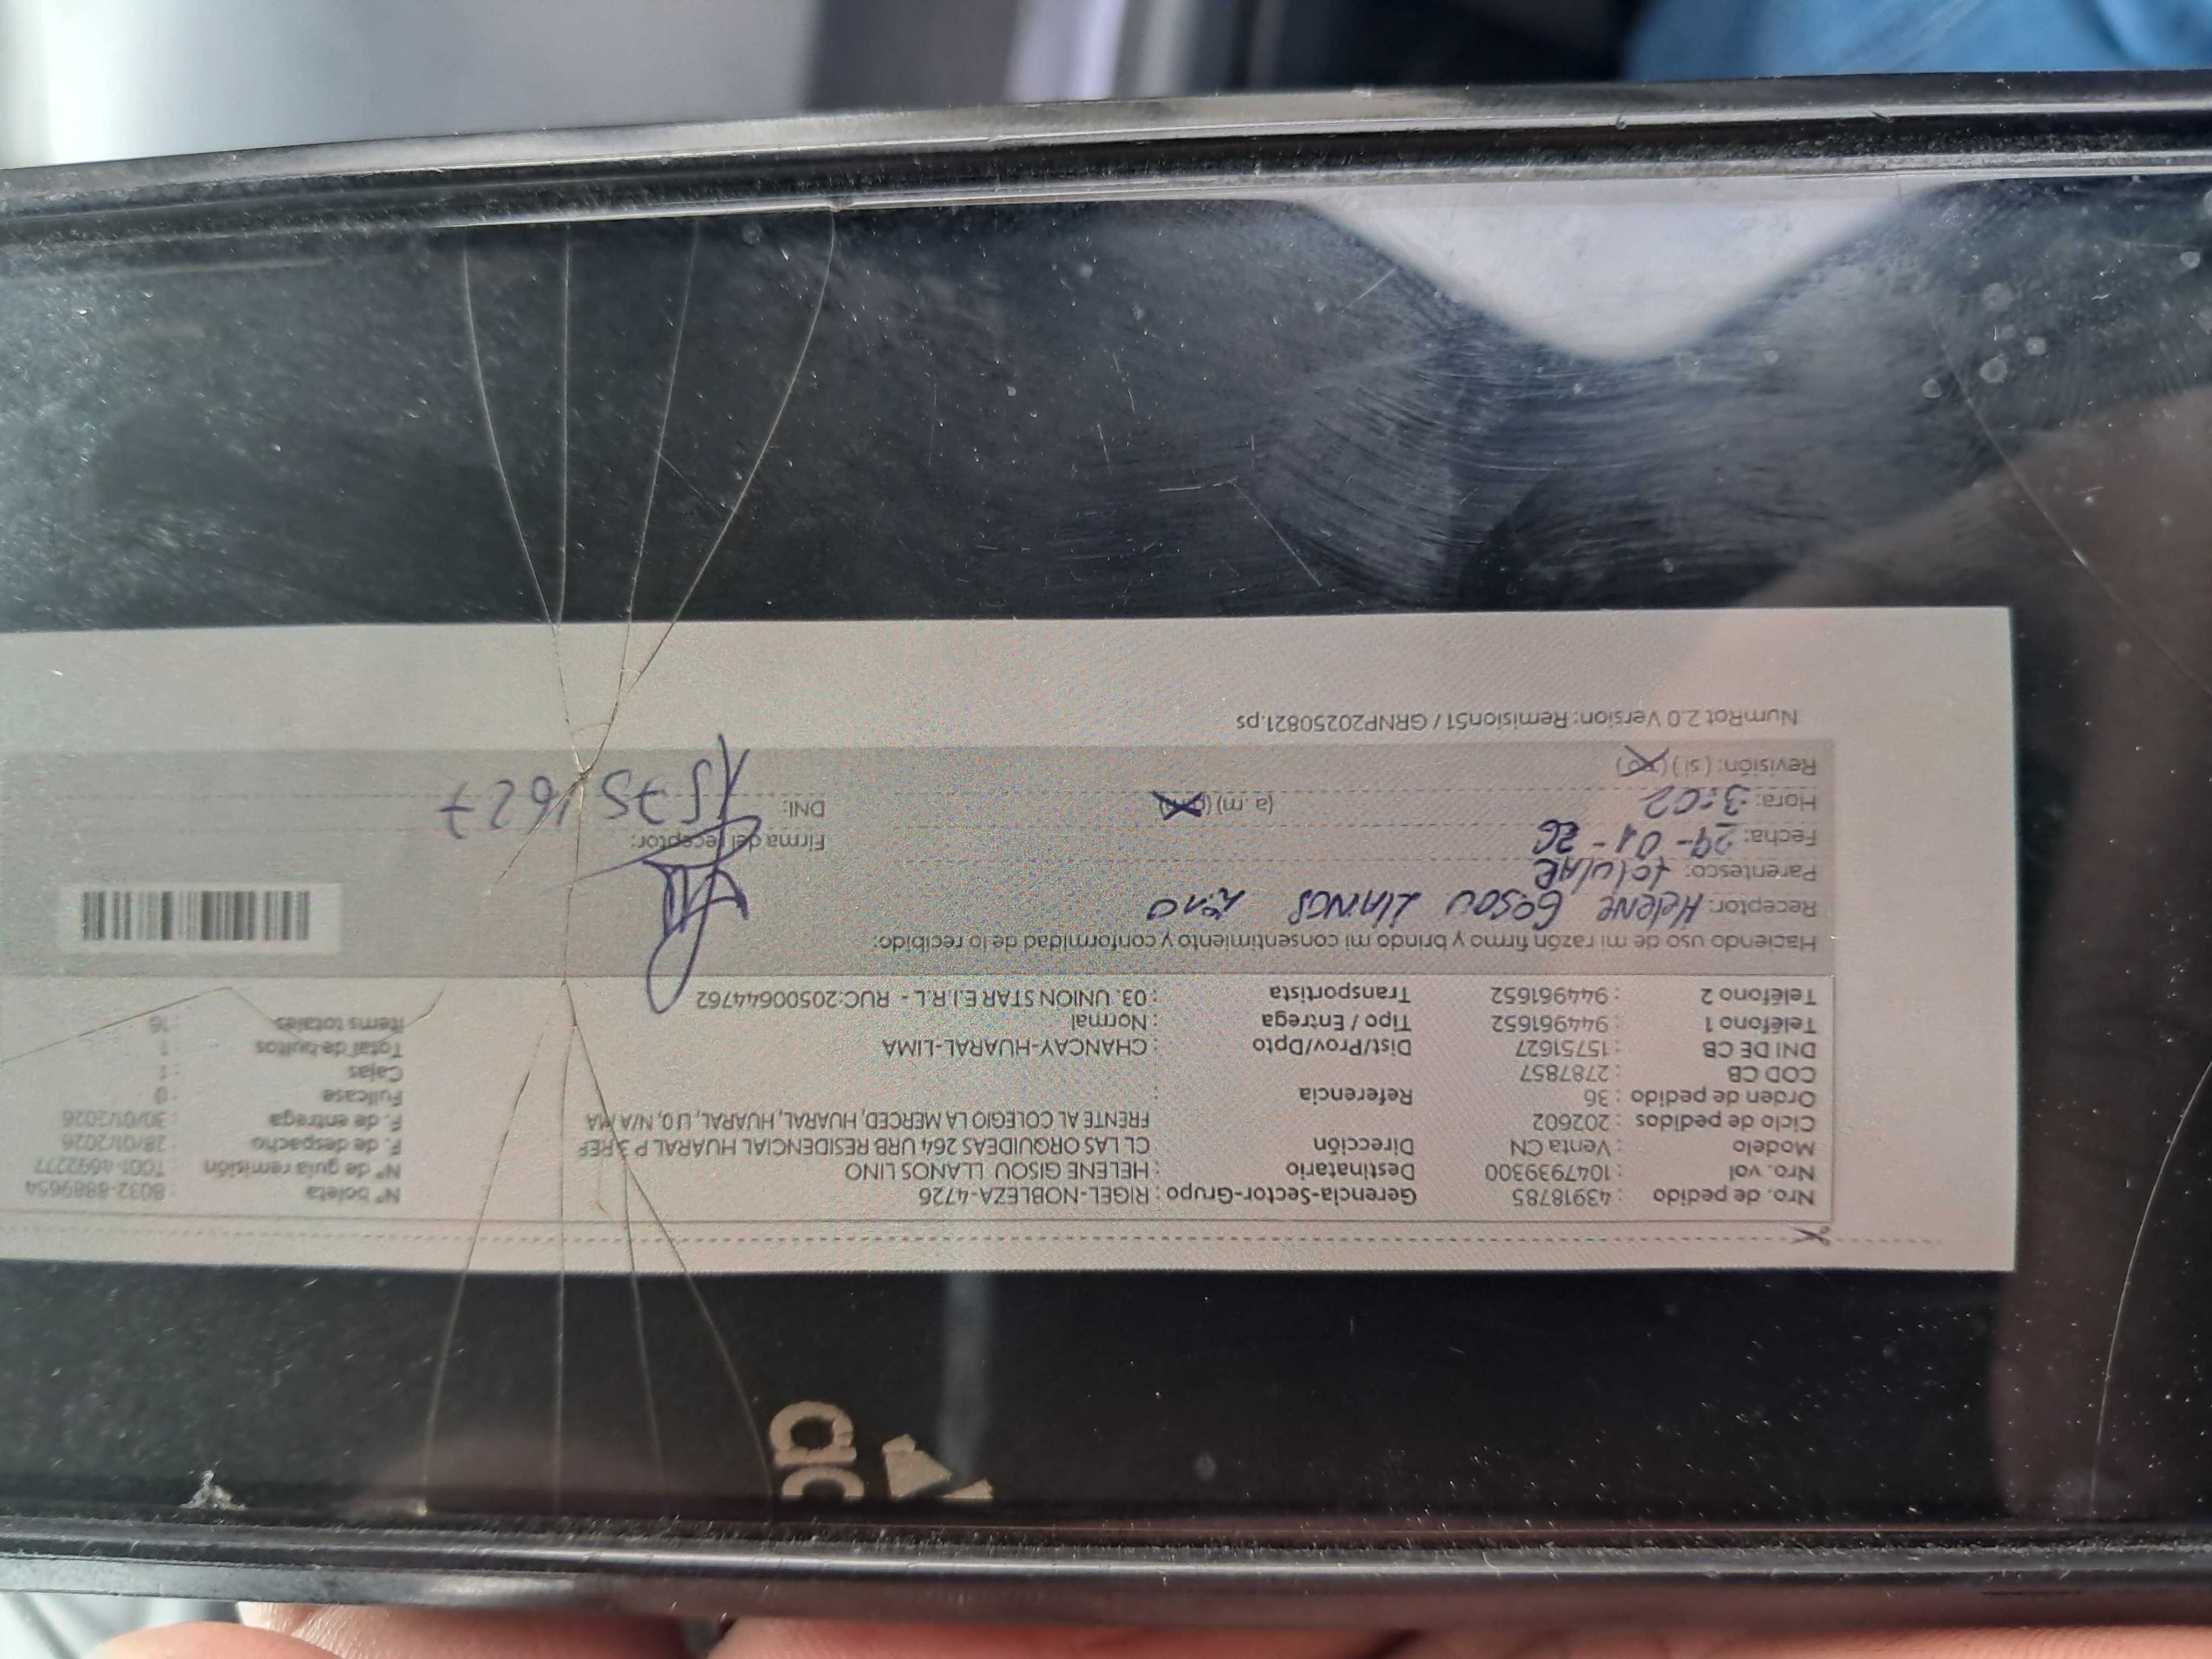 Nro. de pedido : 43918785 Gerencia-Sector-Grupo : RIGEL-NOBLEZA-4726 N° boleta : B032-8889654
Nro. vol : 1047939300 Destinatario : HELENE GISOU LLANOS LINO N° de guia remisión : T001-4692277
Modelo : Venta CN Dirección CL LAS ORQUIDEAS 264 URB RESIDENCIAL HUARAL P 3 REF F. de despacho : 28/01/2026
Ciclo de pedidos : 202602 FRENTE AL COLEGIO LA MERCED, HUARAL, HUARAL, LI 0, N/A F. de entrega : 30/01/2026
Orden de pedido : 36 Referencia : Fullcase : 0
COD CB : 2787857 Cajas : 1
DNI DE CB : 15751627 Dist/Prov/Dpto : CHANCAY-HUARAL-LIMA Total de bultos : 1
Teléfono 1 : 944961652 Tipo / Entrega : Normal Ítems totales : 16
Teléfono 2 : 944961652 Transportista : 03. UNION STAR E.I.R.L - RUC:20500644762
Haciendo uso de mi razón firmo y brindo mi consentimiento y conformidad de lo recibido:
Receptor: HeleNE GisoU LlANos liNo
Parentesco: titulAR
Fecha: 29-01-26 Firma del receptor:
Hora: 3:02 (a. m) (p.m) DNI: 15751627
Revisión: ( si ) (no)
NumRot 2.0 Version: Remision51 / GRNP20250821.ps